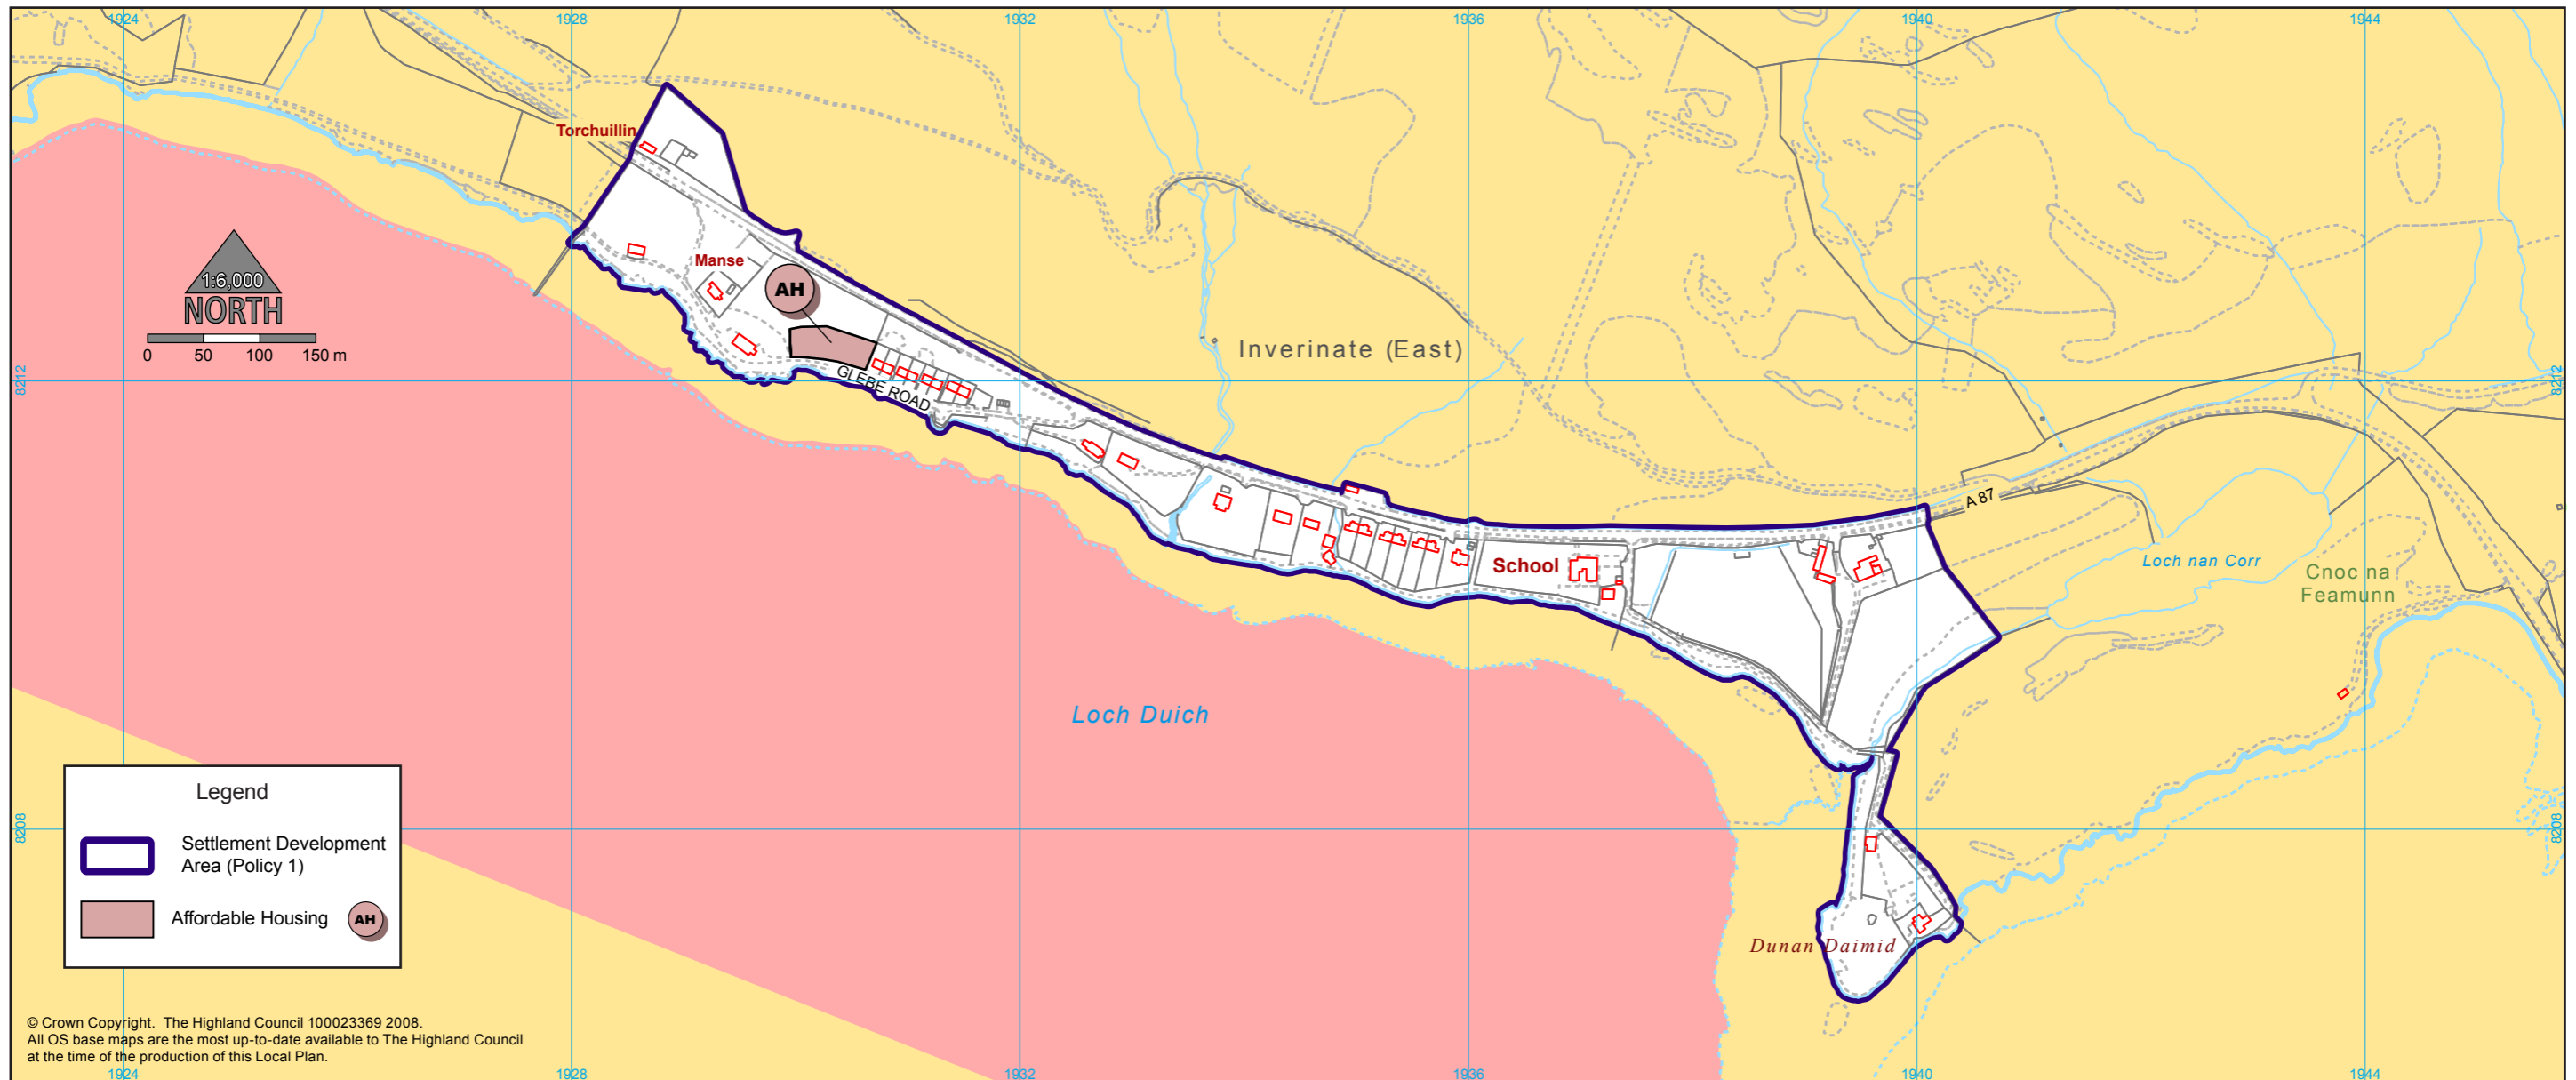 1924
1928
1932
1936
1940
1944
Torchuillin
Manse
AH
1:6,000
NORTH
0 50 100 150 m
Inverinate (East)
8212
8212
GLEBE ROAD
A 87
School
Loch nan Corr
Cnoc na
Feamunn
Loch Duich
Legend
Settlement Development
Area (Policy 1)
Affordable Housing
AH
8208
8208
Dunan Daimid
© Crown Copyright. The Highland Council 100023369 2008.
All OS base maps are the most up-to-date available to The Highland Council
at the time of the production of this Local Plan.
1924
1928
1932
1936
1940
1944